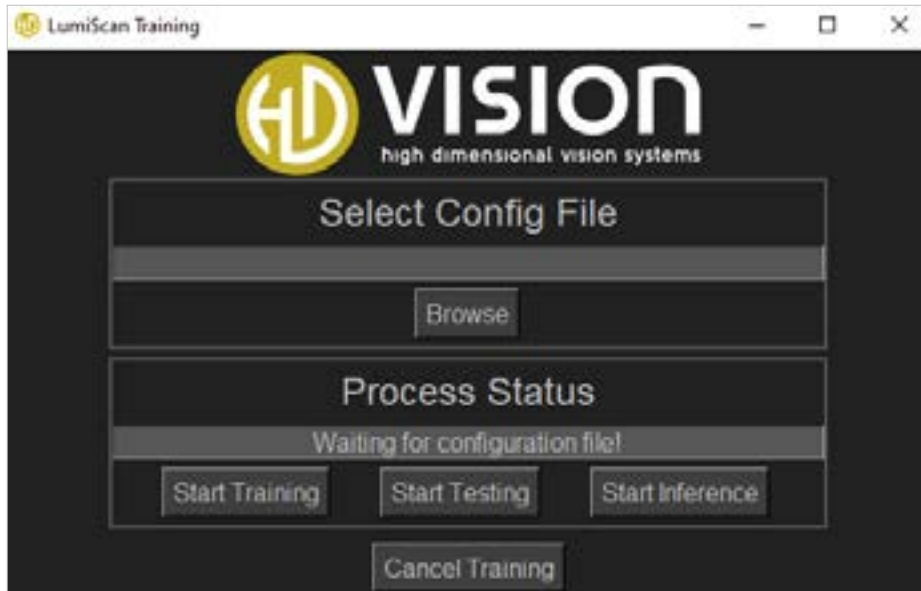 LumiScan Training
HD VISION
high dimensional vision systems
Select Config File
Browse
Process Status
Waiting for configuration file!
Start Training Start Testing Start Inference
Cancel Training